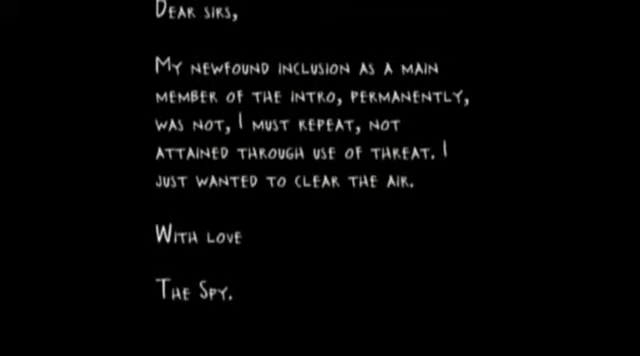 Dear sirs,
My newfound inclusion as a main
member of the intro, permanently,
was not, I must repeat, not
attained through use of threat. I
just wanted to clear the air.
With love
The Spy.